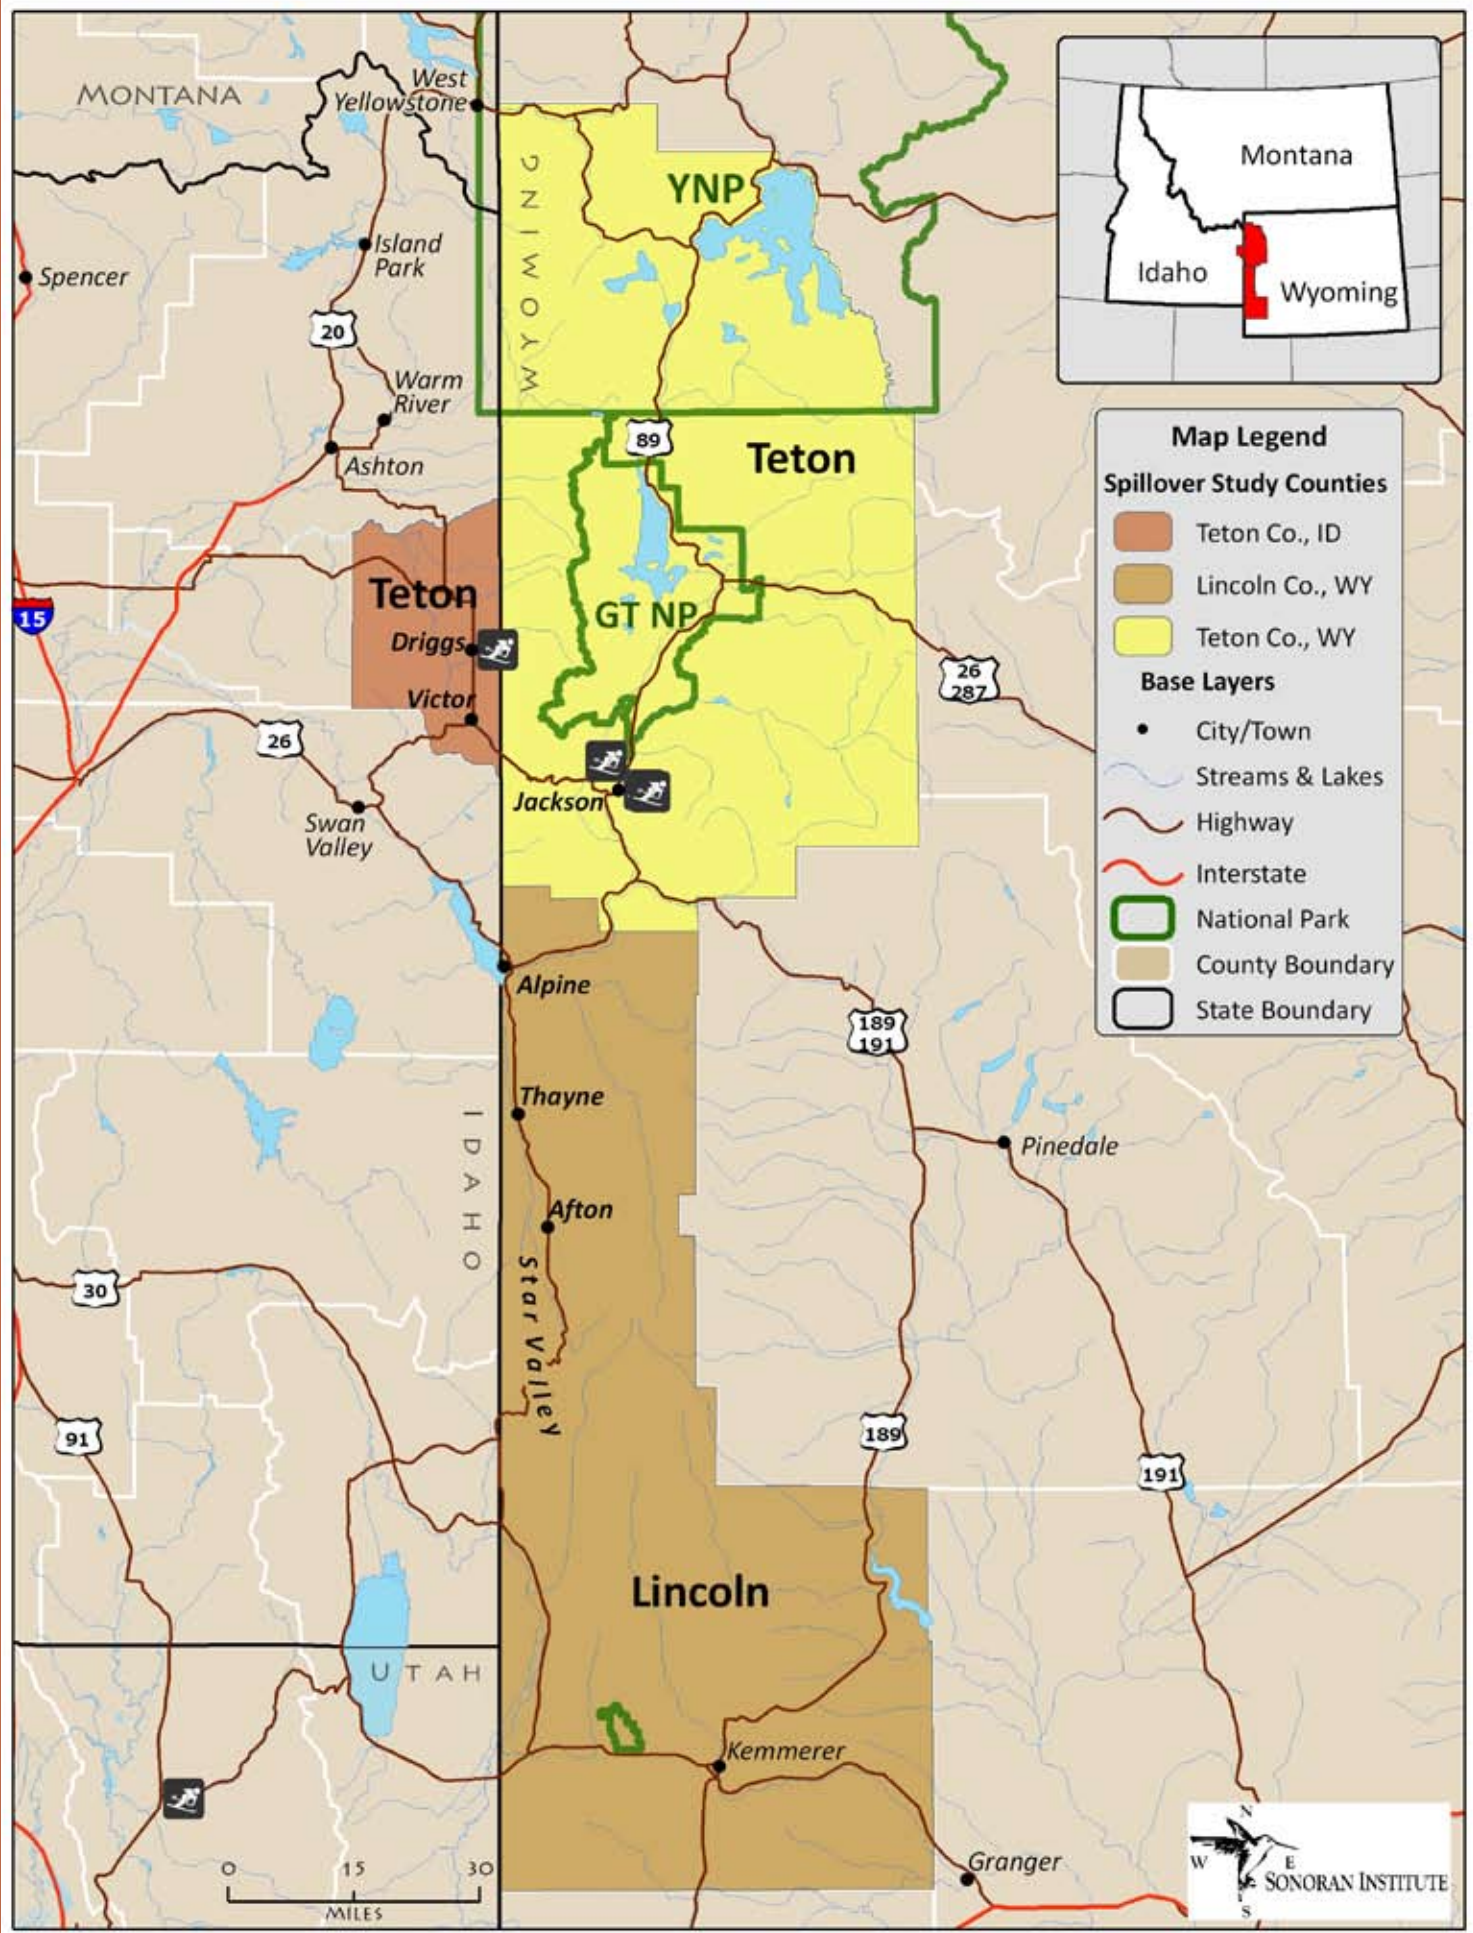 MONTANA
West
Yellowstone
WYOMING
YNP
Island
Park
Spencer
20
Warm
River
Ashton
89
Teton
Teton
15
GT NP
Driggs
Victor
26
287
26
Jackson
Swan
Valley
Alpine
189
191
Thayne
IDAHO
Pinedale
Afton
Star Valley
30
91
189
191
Lincoln
UTAH
Kemmerer
Granger
0 15 30
MILES
Montana
Idaho
Wyoming
Map Legend
Spillover Study Counties
Teton Co., ID
Lincoln Co., WY
Teton Co., WY
Base Layers
City/Town
Streams & Lakes
Highway
Interstate
National Park
County Boundary
State Boundary
N
W
E
S
SONORAN INSTITUTE